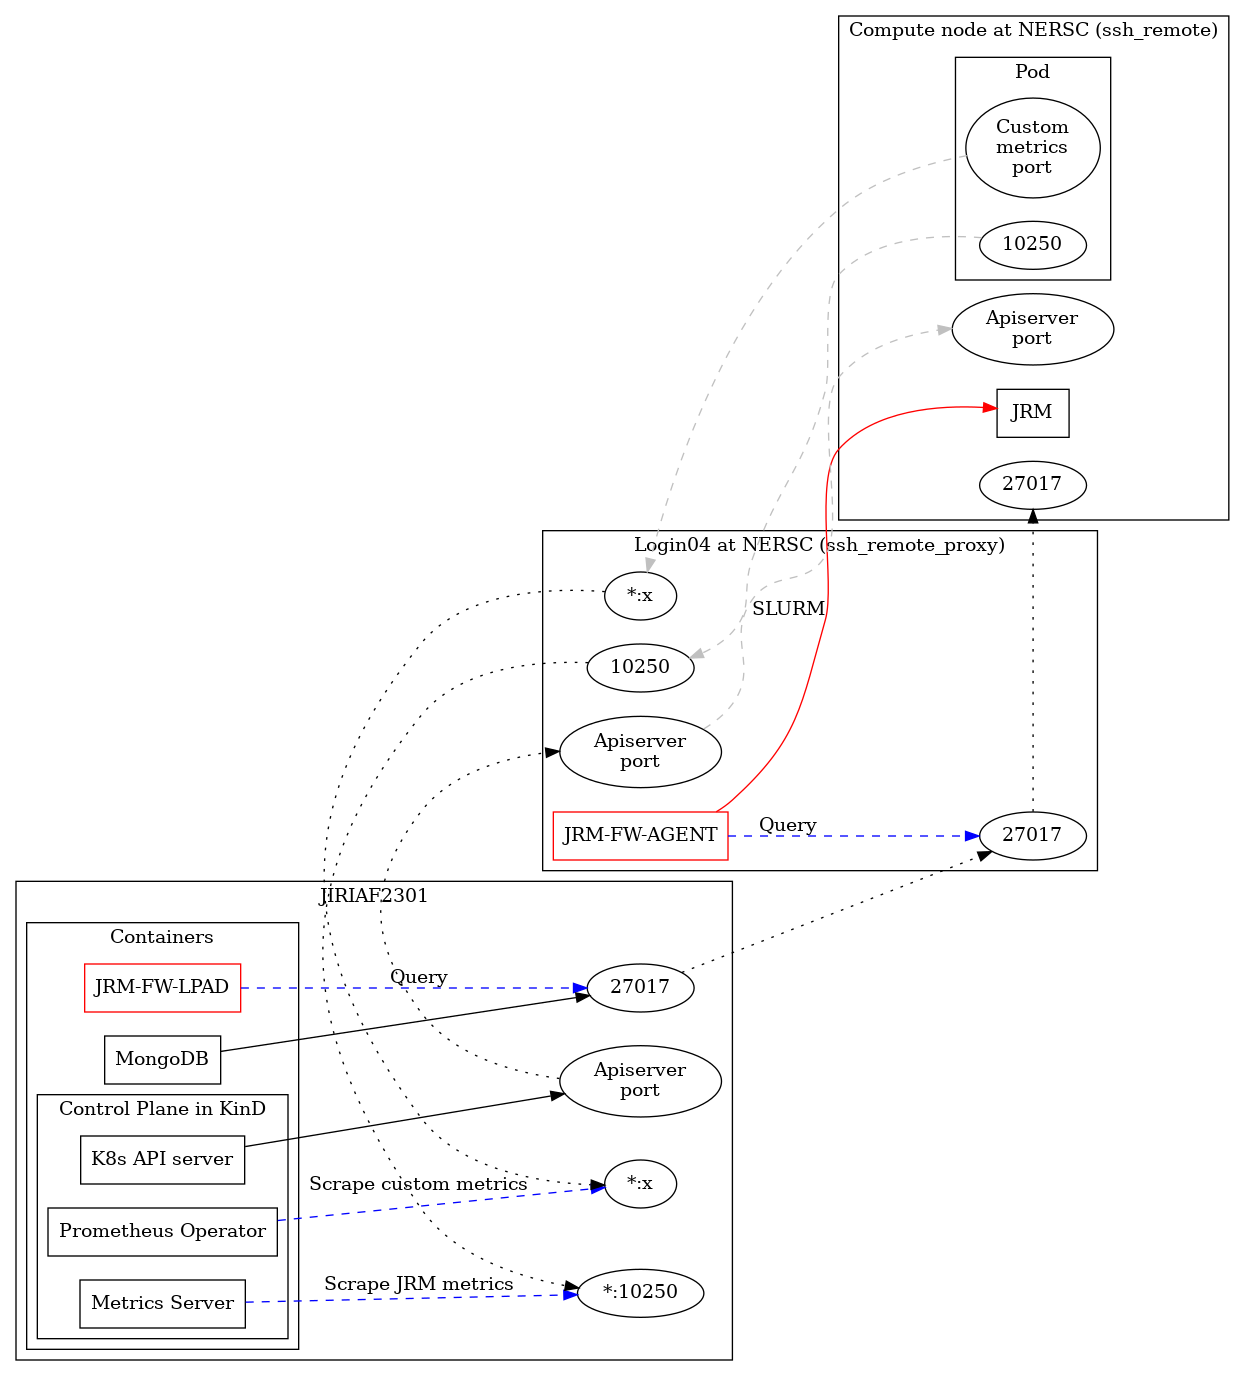 Compute node at NERSC (ssh_remote)
Pod
Custom
metrics
port
10250
Apiserver
port
JRM
27017
Login04 at NERSC (ssh_remote_proxy)
*:x
SLURM
10250
Apiserver
port
JRM-FW-AGENT
Query
27017
JIRIAF2301
Containers
JRM-FW-LPAD
Query
27017
MongoDB
Apiserver
port
Control Plane in KinD
K8s API server
Scrape custom metrics
*:x
Prometheus Operator
Scrape JRM metrics
*:10250
Metrics Server